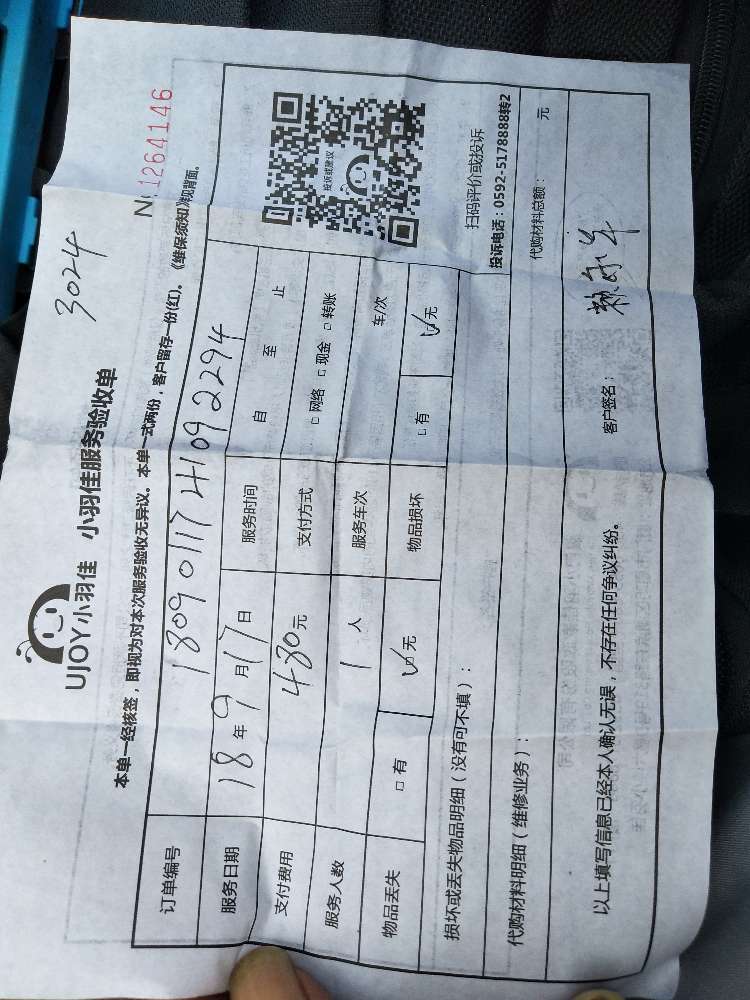 3024
UJOY小羽佳 小羽佳服务验收单
No 1264146
本单一经核签，即视为对本次服务验收无异议。本单一式两份，客户留存一份(红)。《维保须知》见背面。
订单编号 1809011741092294
服务日期 18年9月17日 服务时间 自 至 止
支付费用 480元 支付方式 □网络 □现金 □转账
服务人数 1人 服务车次 车/次
物品丢失 □有 ☑无 物品损坏 □有 ☑无
投诉或建议
扫码评价或投诉
投诉电话：0592-5178888转2
损坏或丢失物品明细（没有可不填）：
代购材料明细（维修业务）： 代购材料总额： 元
以上填写信息已经本人确认无误，不存在任何争议纠纷。 客户签名：